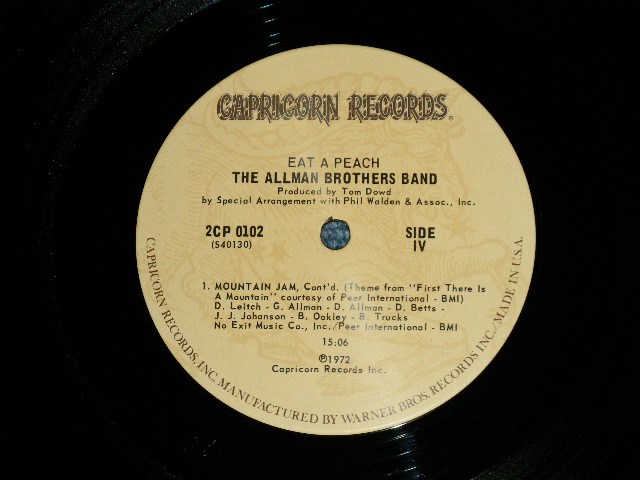 CAPRICORN RECORDS®
EAT A PEACH
THE ALLMAN BROTHERS BAND
Produced by Tom Dowd
by Special Arrangement with Phil Walden & Assoc., Inc.
2CP 0102
(S40130)
SIDE
IV
1. MOUNTAIN JAM, Cont'd. (Theme from "First There Is
A Mountain" courtesy of Peer International - BMI)
D. Leitch - G. Allman - D. Allman - D. Betts -
J. J. Johanson - B. Oakley - B. Trucks
No Exit Music Co., Inc./Peer International - BMI
15:06
℗1972
Capricorn Records Inc.
CAPRICORN RECORDS, INC. MANUFACTURED BY WARNER BROS. RECORDS INC./MADE IN U.S.A.